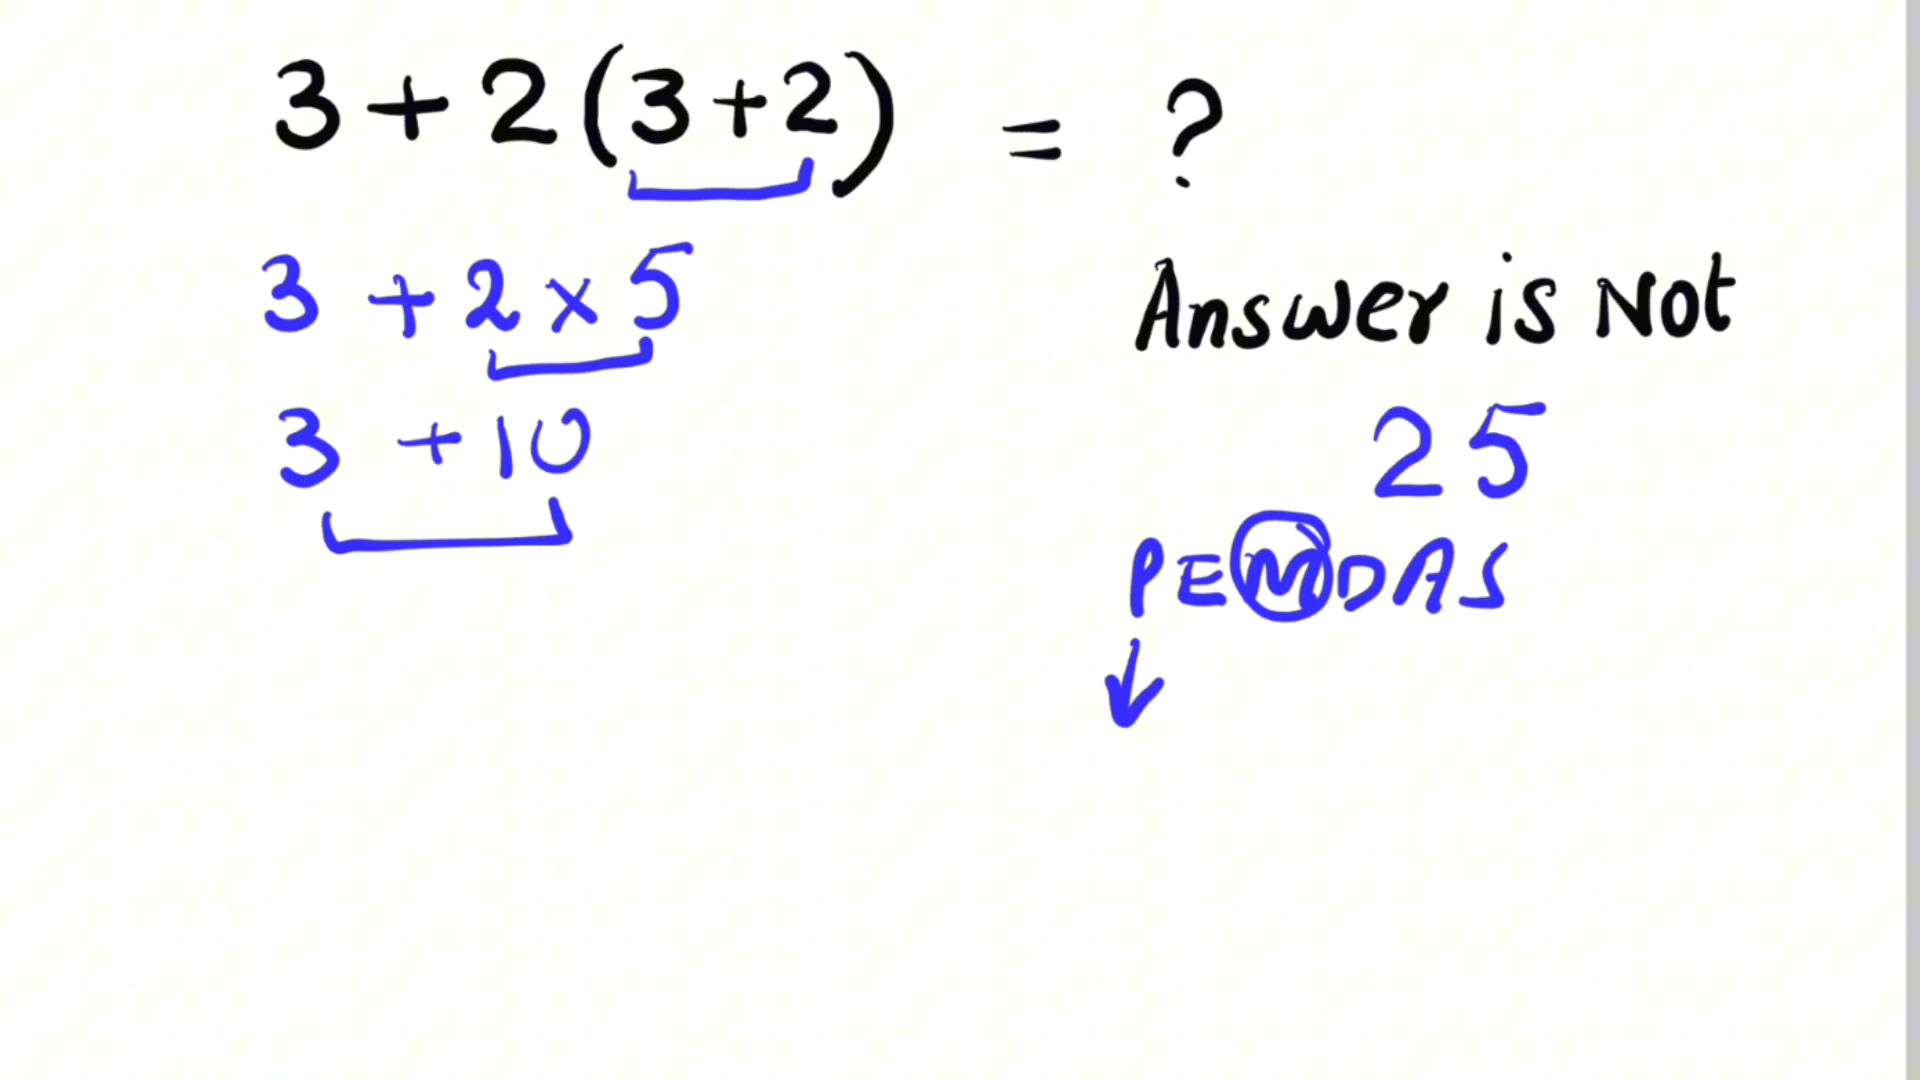 3 + 2 (3 + 2) = ?
3 + 2 × 5
3 + 10
Answer is Not
25
PEMDAS